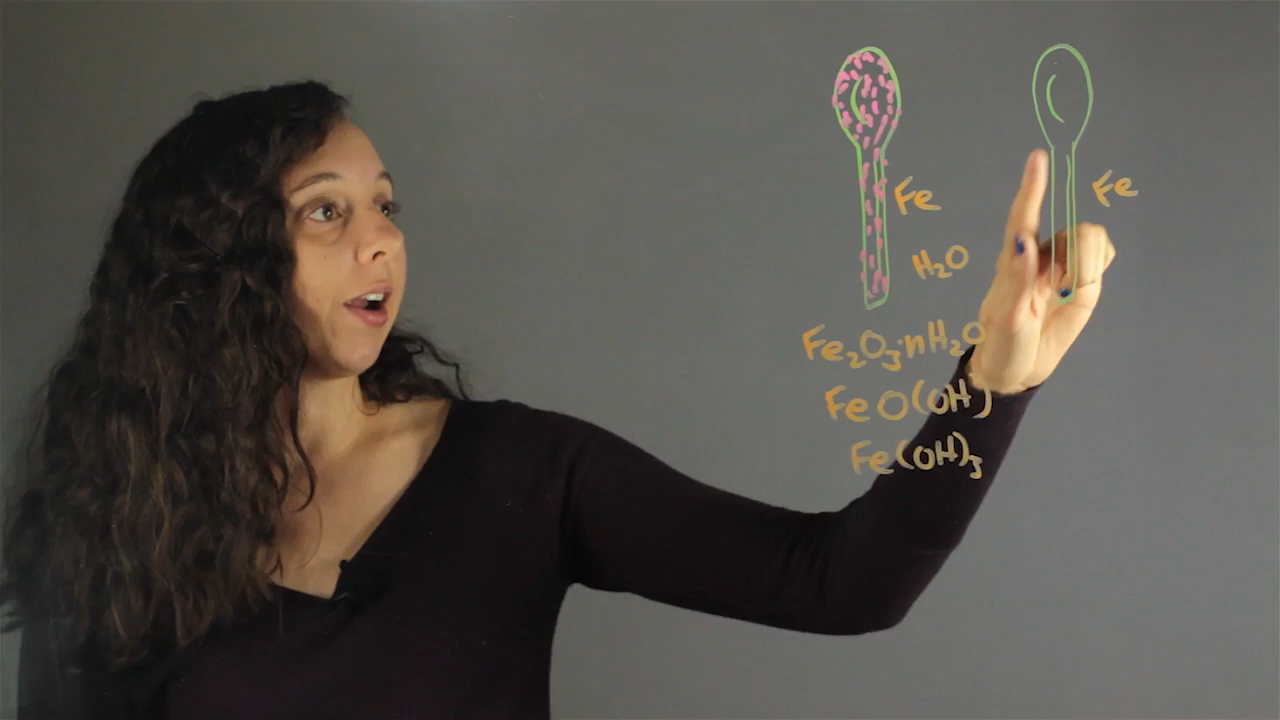 Fe
Fe
H₂O
Fe₂O₃·nH₂O
FeO(OH)
Fe(OH)₃